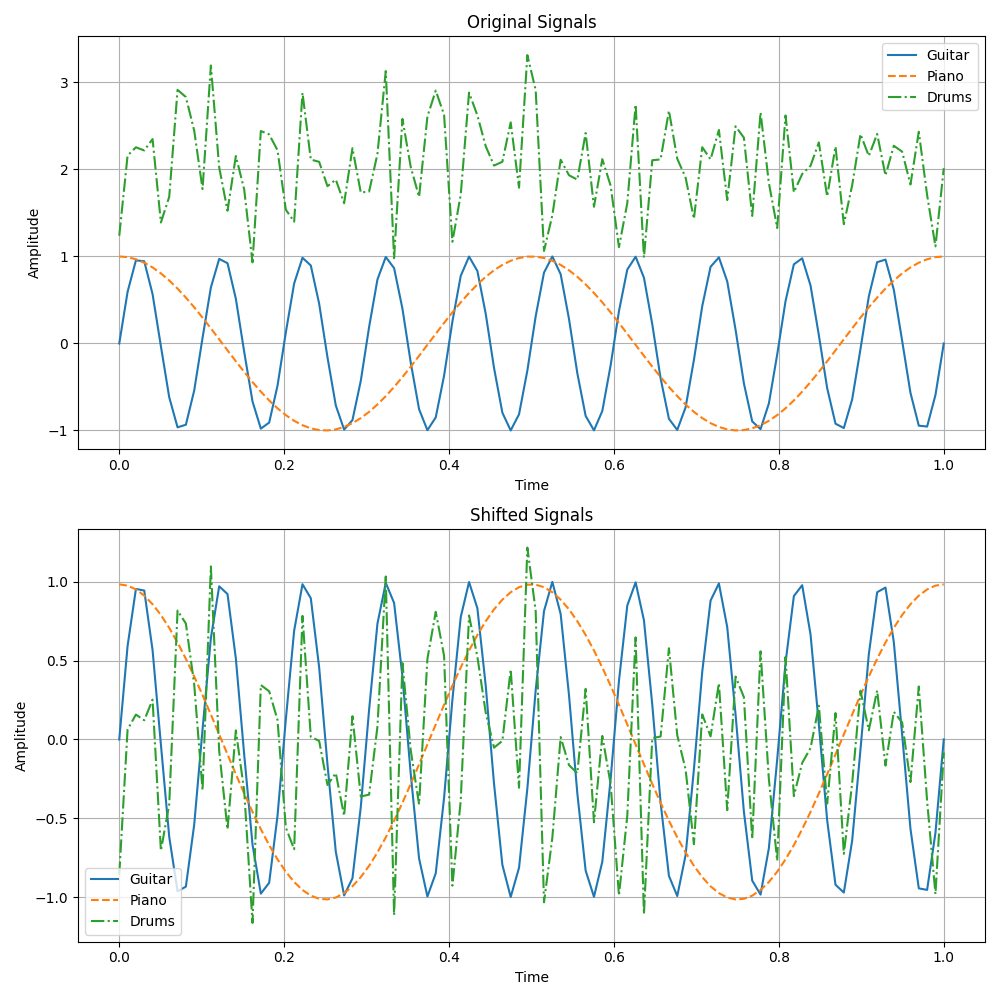 Original Signals
Guitar
Piano
Drums
3
2
1
0
−1
Amplitude
0.0 0.2 0.4 0.6 0.8 1.0
Time
Shifted Signals
1.0
0.5
0.0
−0.5
−1.0
Amplitude
Guitar
Piano
Drums
0.0 0.2 0.4 0.6 0.8 1.0
Time